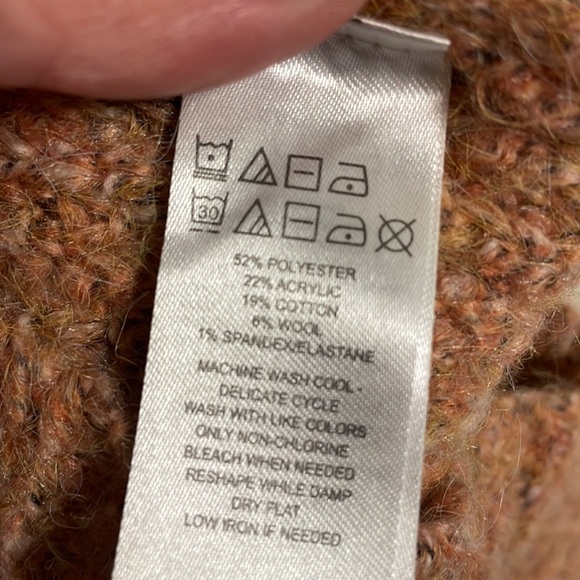 30
52% POLYESTER
22% ACRYLIC
19% COTTON
6% WOOL
1% SPANDEX/ELASTANE
MACHINE WASH COOL -
DELICATE CYCLE
WASH WITH LIKE COLORS
ONLY NON-CHLORINE
BLEACH WHEN NEEDED
RESHAPE WHILE DAMP
DRY FLAT
LOW IRON IF NEEDED